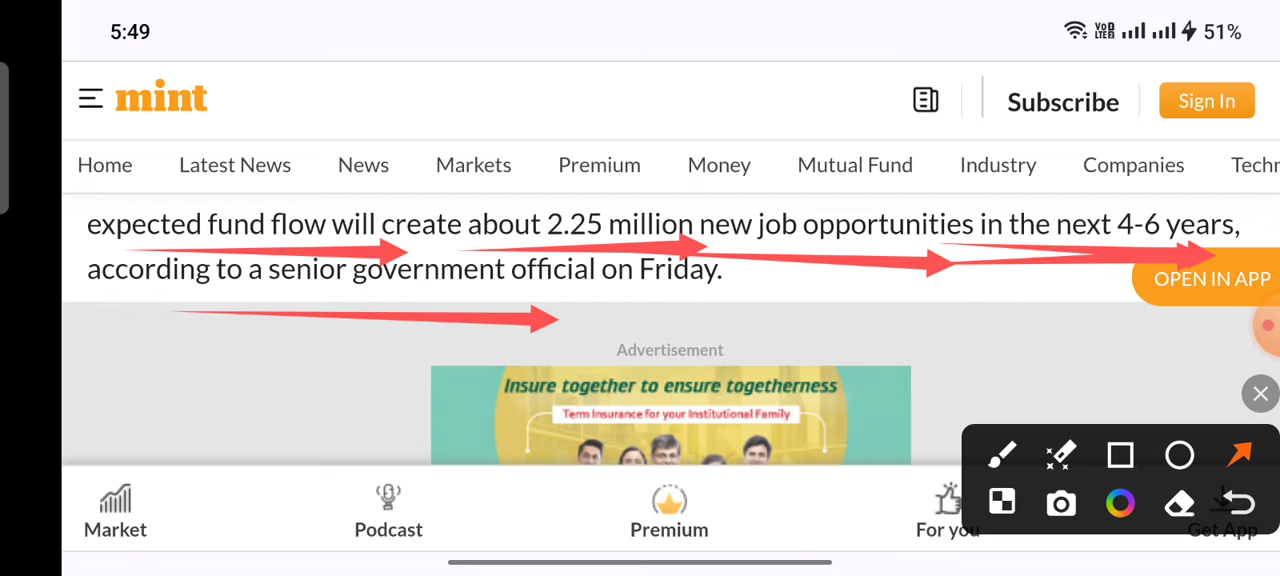 5:49
VoD LTEB 51%
mint
Subscribe
Sign In
Home Latest News News Markets Premium Money Mutual Fund Industry Companies Techn
expected fund flow will create about 2.25 million new job opportunities in the next 4-6 years,
according to a senior government official on Friday.
OPEN IN APP
Advertisement
Insure together to ensure togetherness
Term Insurance for your Institutional Family
Market Podcast Premium For you Get App